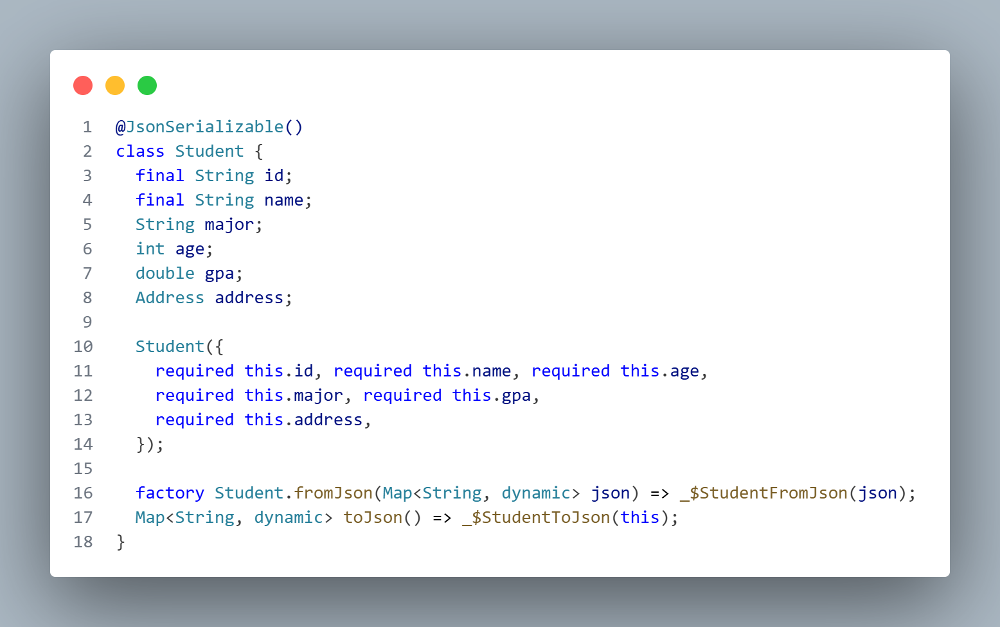 1 @JsonSerializable()
2 class Student {
3   final String id;
4   final String name;
5   String major;
6   int age;
7   double gpa;
8   Address address;
9
10   Student({
11     required this.id, required this.name, required this.age,
12     required this.major, required this.gpa,
13     required this.address,
14   });
15
16   factory Student.fromJson(Map<String, dynamic> json) => _$StudentFromJson(json);
17   Map<String, dynamic> toJson() => _$StudentToJson(this);
18 }